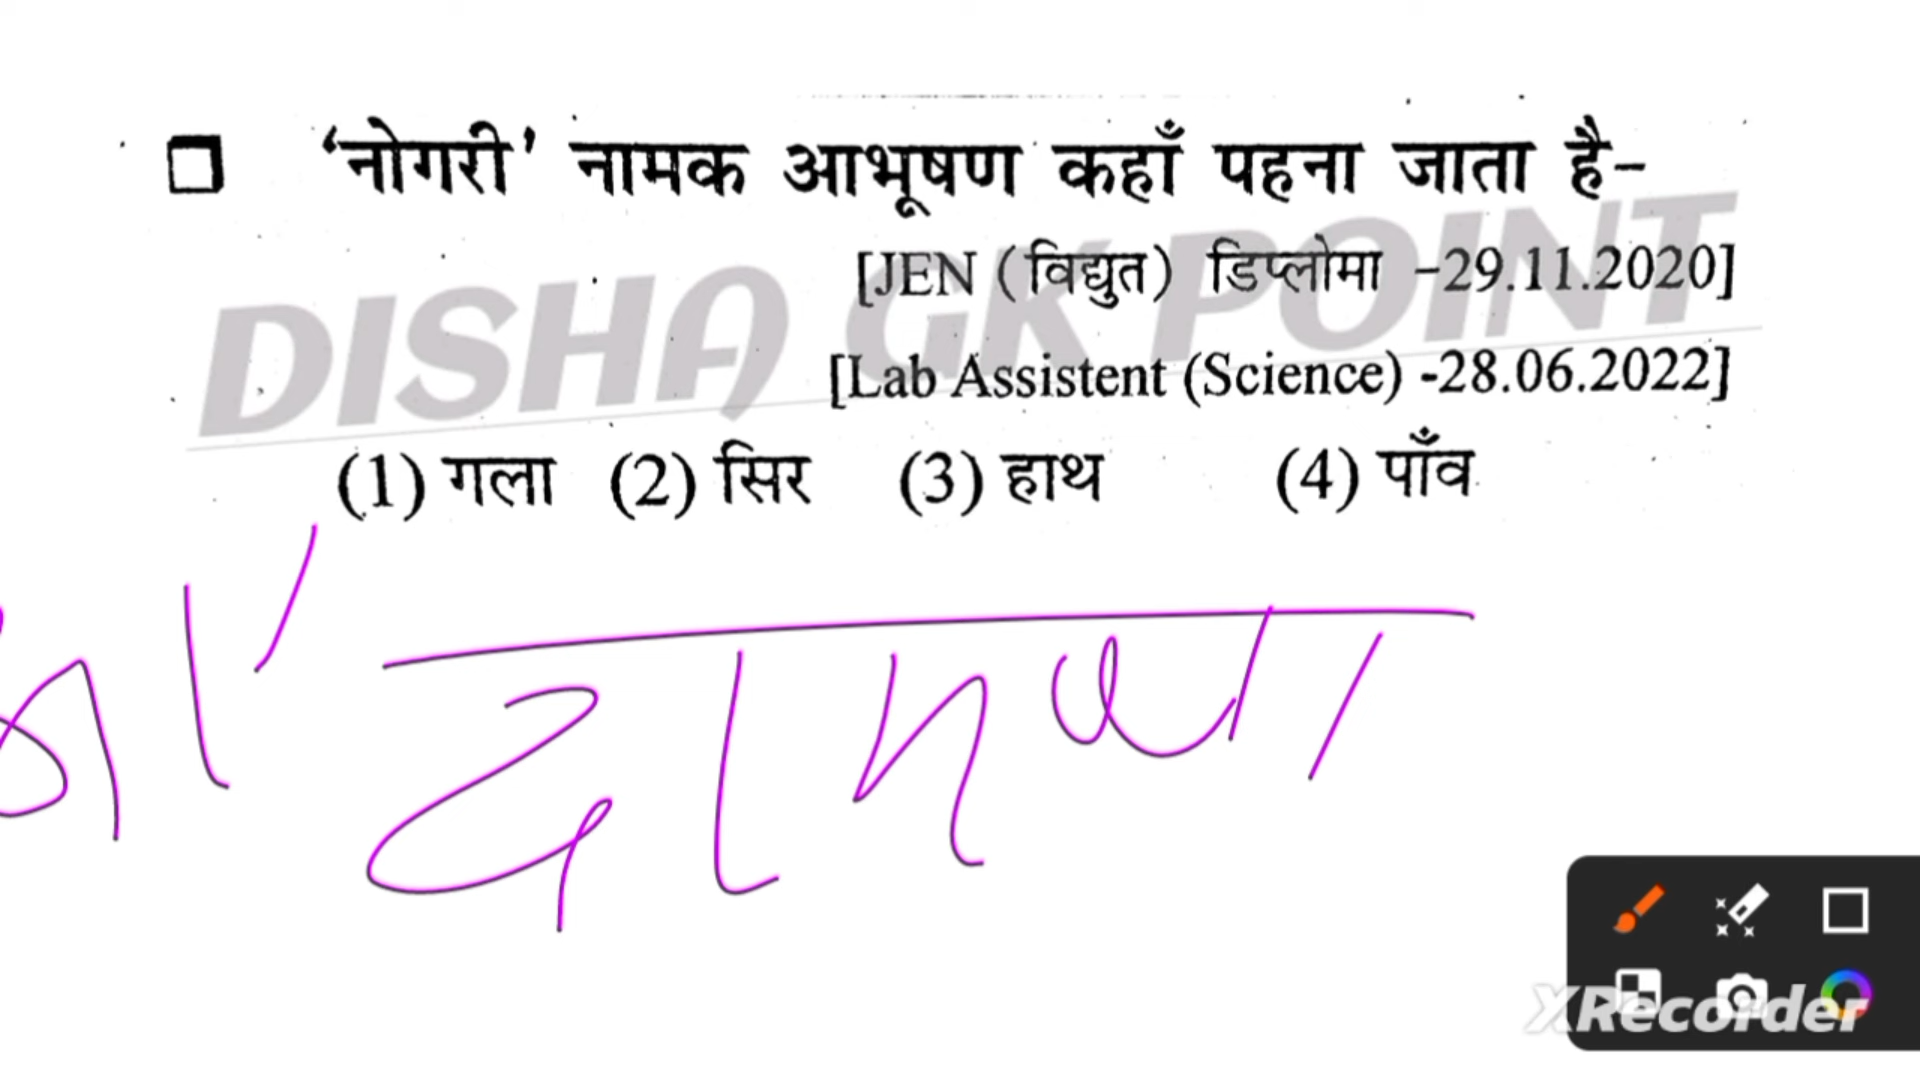 ‘नोगरी’ नामक आभूषण कहाँ पहना जाता है–
[JEN (विद्युत) डिप्लोमा –29.11.2020]
DISHA GK POINT
[Lab Assistent (Science) -28.06.2022]
(1) गला (2) सिर (3) हाथ (4) पाँव
XRecorder